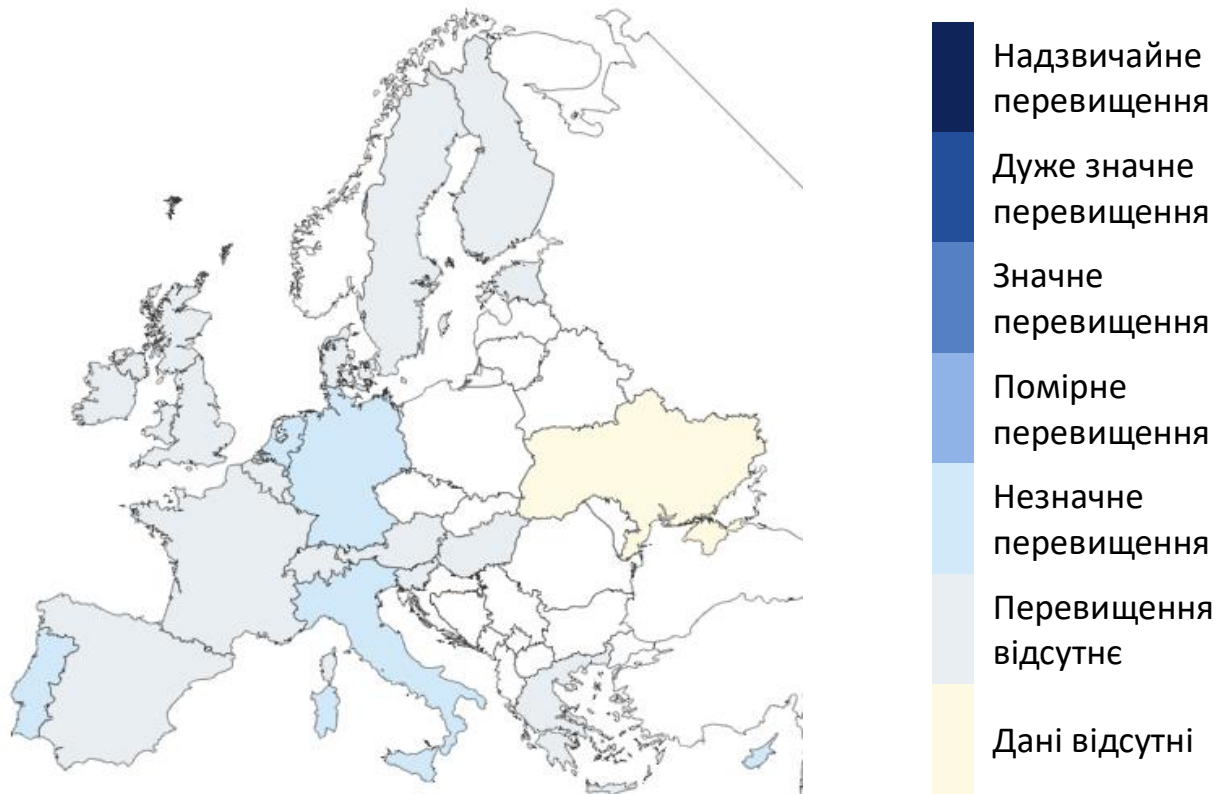 Надзвичайне
перевищення
Дуже значне
перевищення
Значне
перевищення
Помірне
перевищення
Незначне
перевищення
Перевищення
відсутнє
Дані відсутні